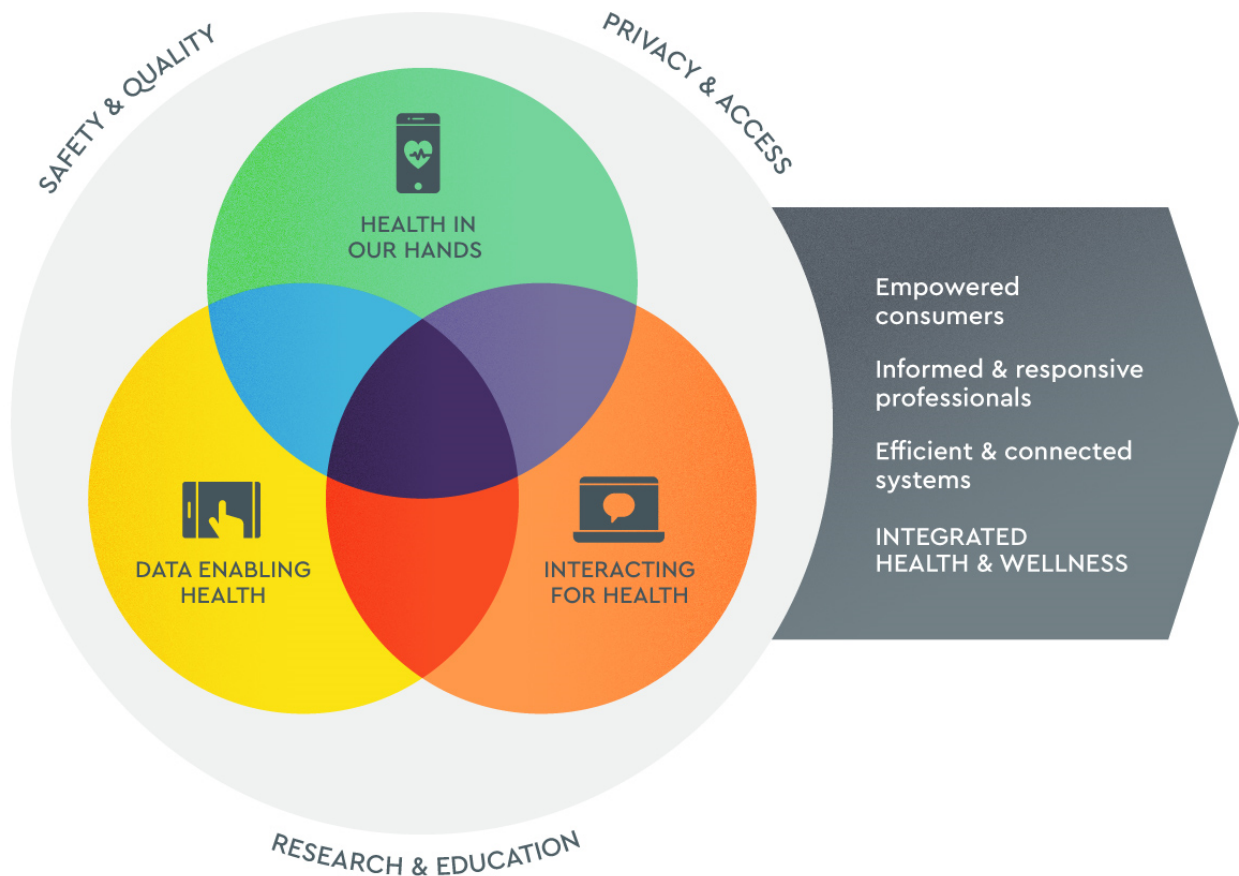 SAFETY & QUALITY
PRIVACY & ACCESS
HEALTH IN
OUR HANDS
DATA ENABLING
HEALTH
INTERACTING
FOR HEALTH
RESEARCH & EDUCATION
Empowered
consumers
Informed & responsive
professionals
Efficient & connected
systems
INTEGRATED
HEALTH & WELLNESS